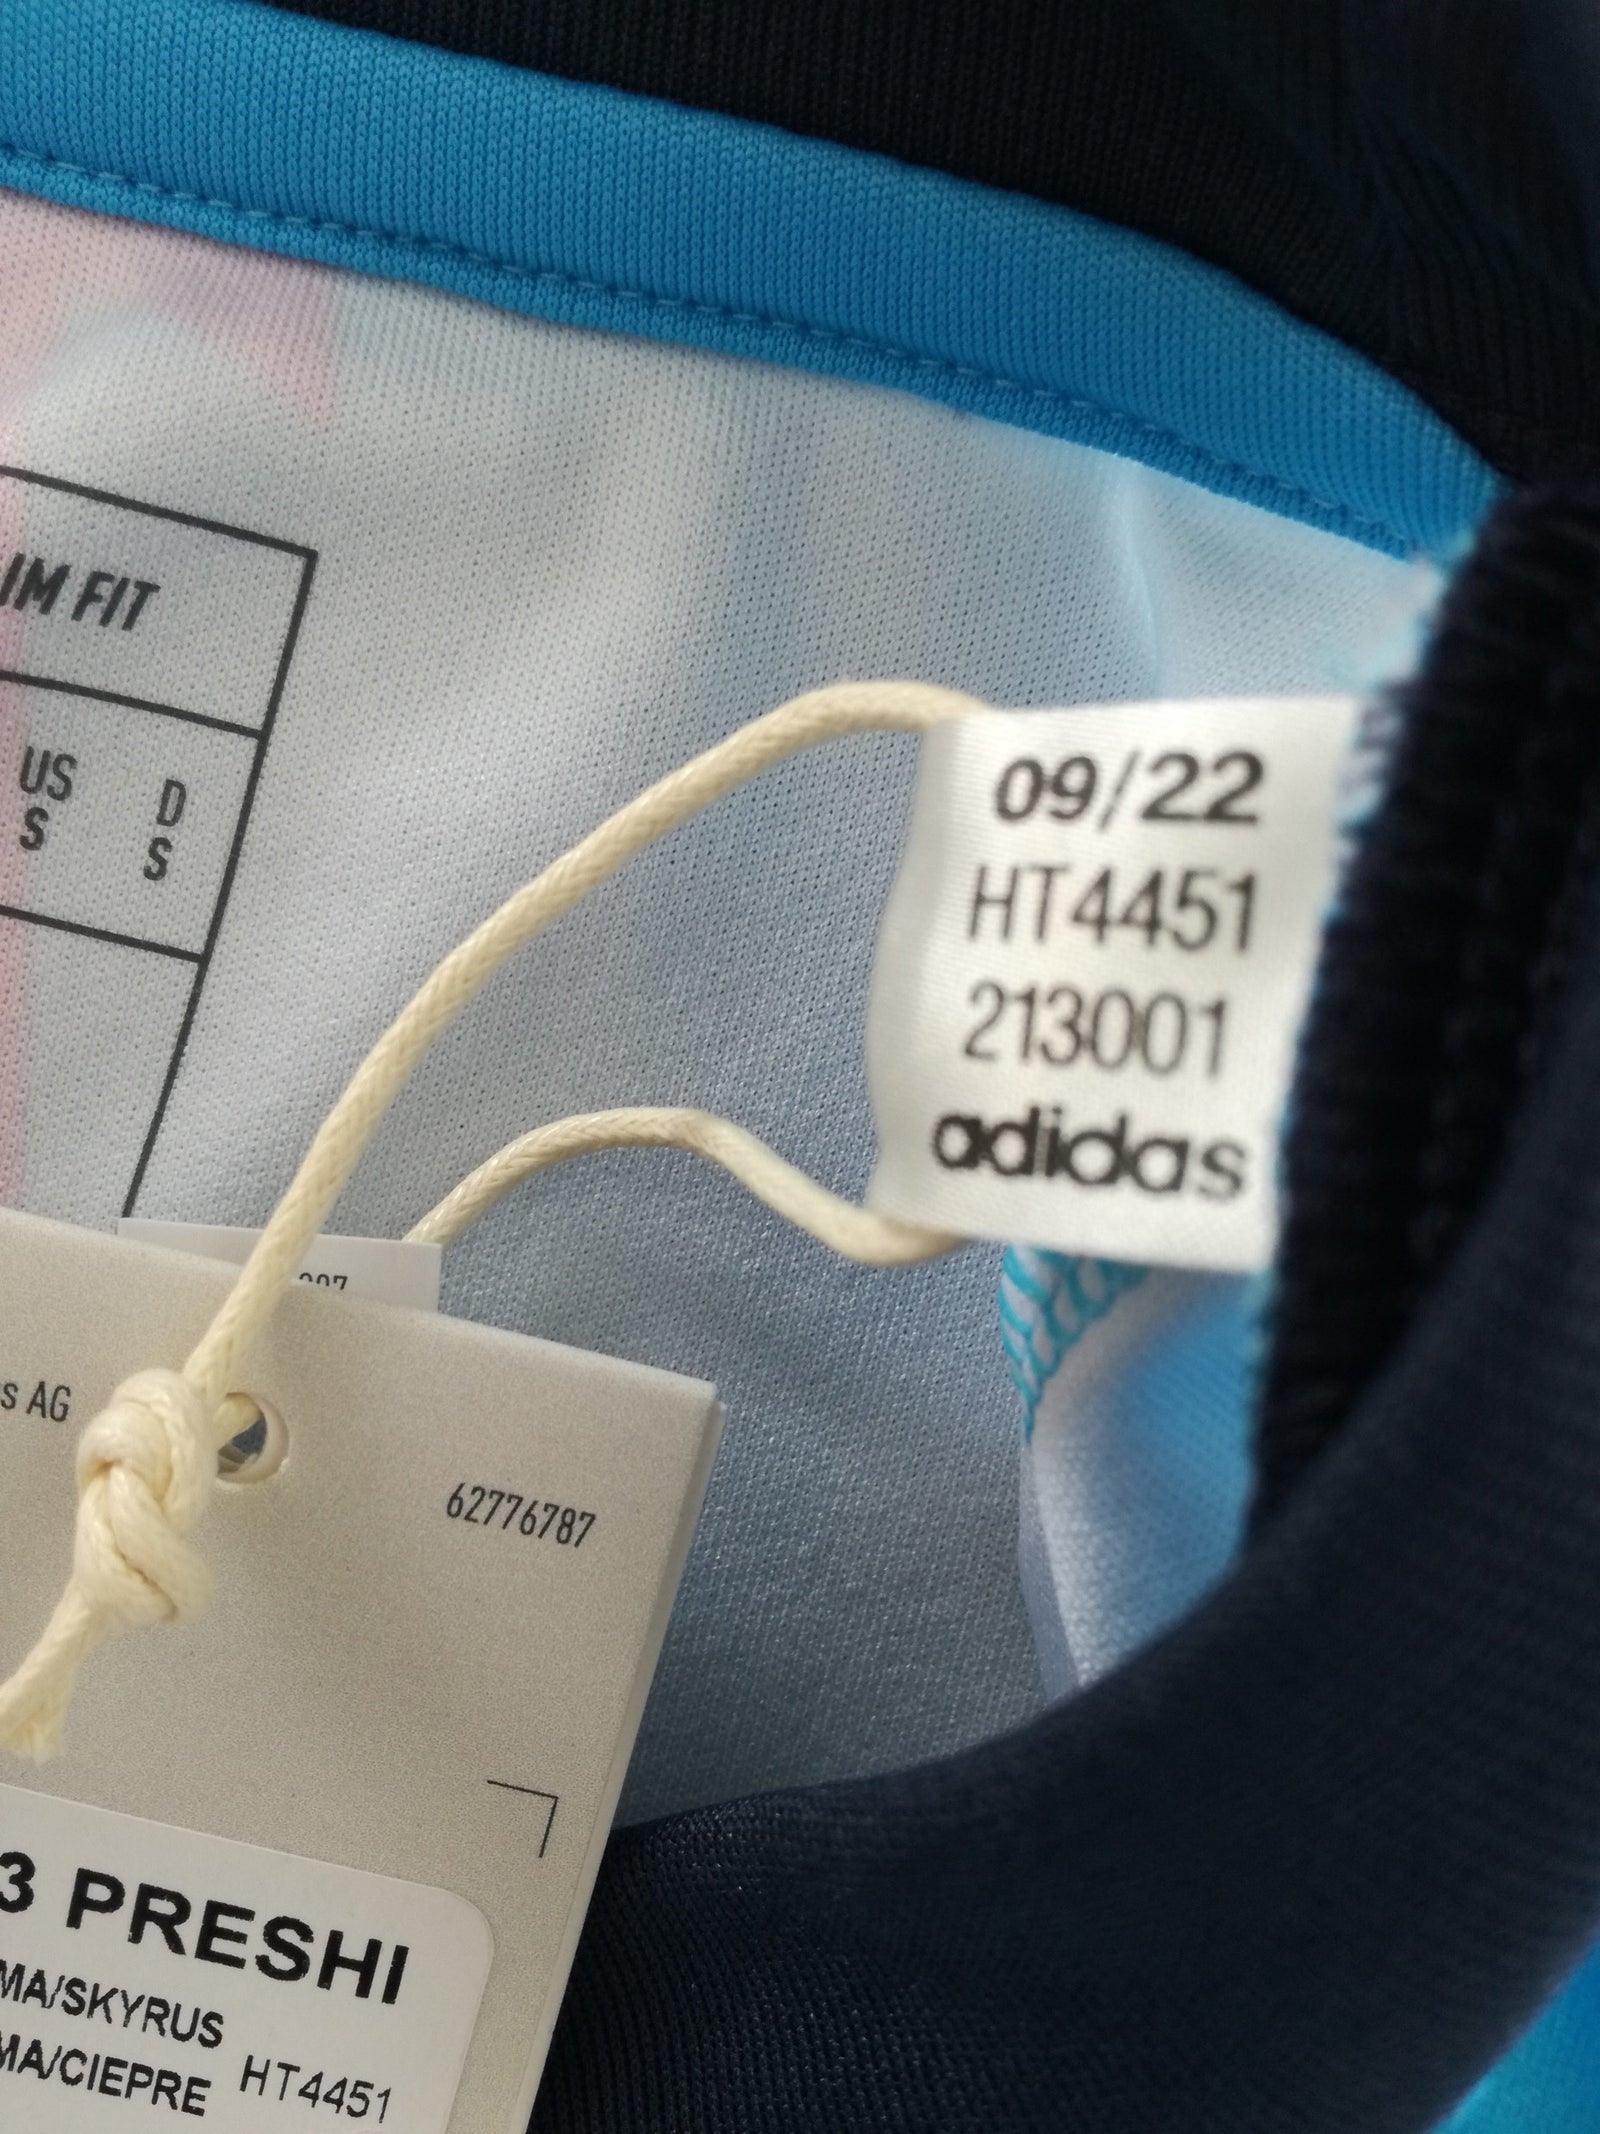 IM FIT
US
S
D
S
09/22
HT4451
213001
adidas
s AG
62776787
3 PRESHI
MA/SKYRUS
MA/CIEPRE HT4451